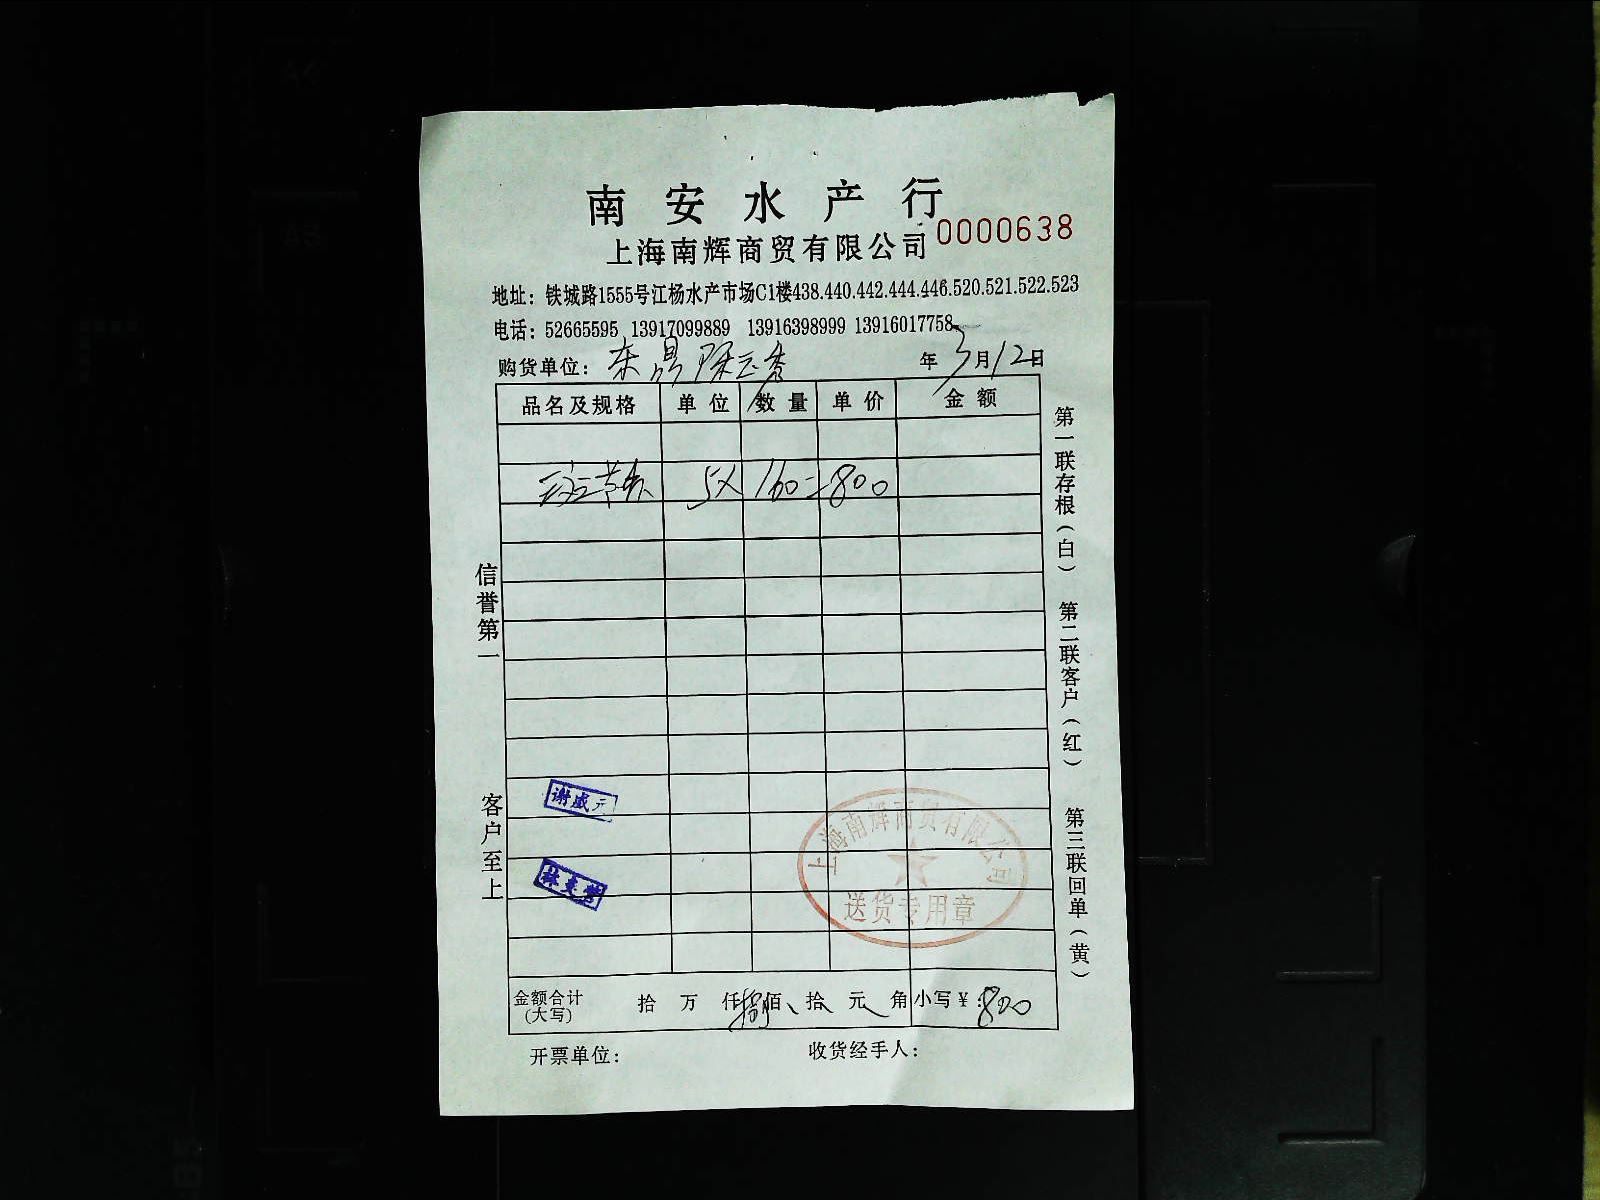 南安水产行
0000638
上海南辉商贸有限公司
地址：铁城路1555号江杨水产市场C1楼438.440.442.444.446.520.521.522.523
电话：52665595 13917099889 13916398999 13916017758
购货单位： 年3月12日
品名及规格 单位 数量 单价 金额
5X 160=800
谢盛元
上海南辉商贸有限公司
送货专用章
金额合计(大写) 拾 万 仟捌佰 拾 元 角 小写¥ 800
开票单位： 收货经手人：
信誉第一
客户至上
第一联存根(白)
第二联客户(红)
第三联回单(黄)